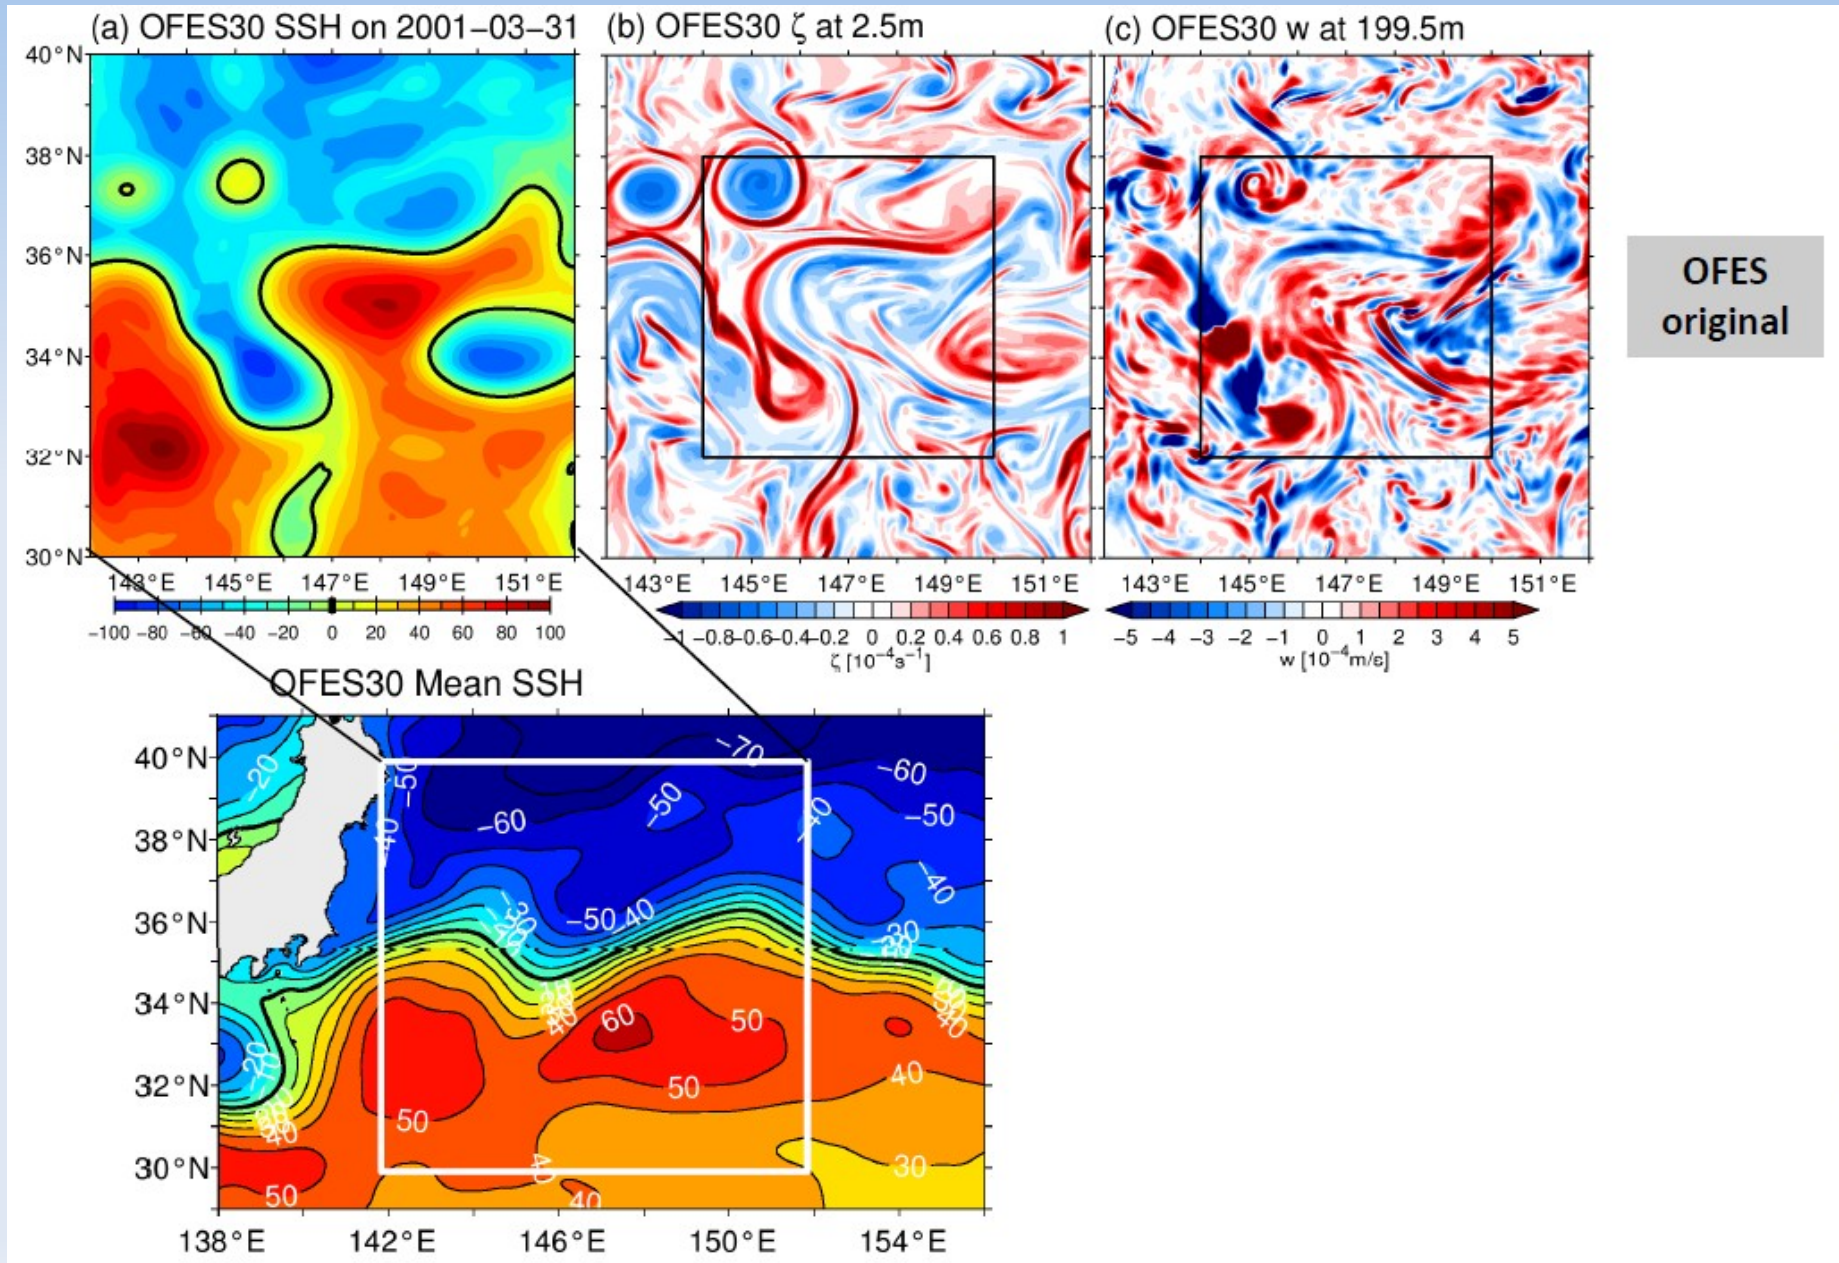 (a) OFES30 SSH on 2001−03−31
40°N
38°N
36°N
34°N
32°N
30°N
143°E 145°E 147°E 149°E 151°E
−100 −80 −60 −40 −20 0 20 40 60 80 100
(b) OFES30 ζ at 2.5m
143°E 145°E 147°E 149°E 151°E
−1 −0.8 −0.6 −0.4 −0.2 0 0.2 0.4 0.6 0.8 1
ζ [10⁻⁴s⁻¹]
(c) OFES30 w at 199.5m
143°E 145°E 147°E 149°E 151°E
−5 −4 −3 −2 −1 0 1 2 3 4 5
w [10⁻⁴m/s]
OFES
original
OFES30 Mean SSH
40°N
38°N
36°N
34°N
32°N
30°N
−20
−50
−40
−60
−50
−70
−40
−60
−50
−40
−50
−40
−30
60
50
50
50
40
40
30
40
40
50
138°E 142°E 146°E 150°E 154°E